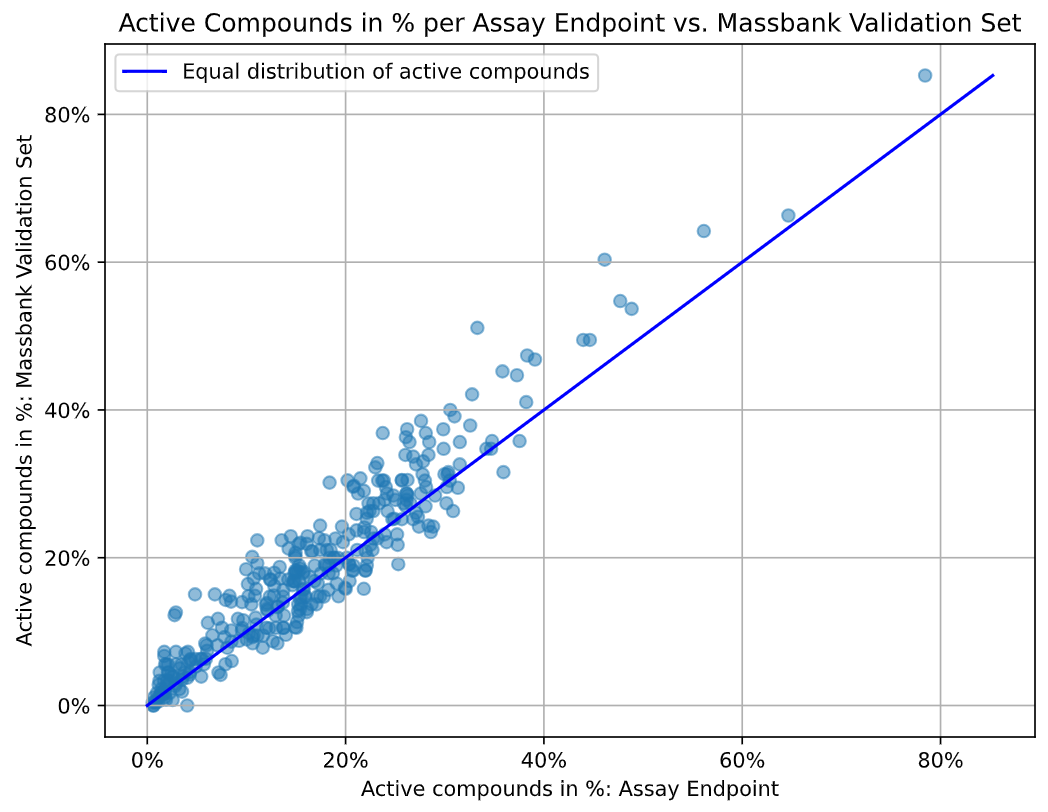 Active Compounds in % per Assay Endpoint vs. Massbank Validation Set
Equal distribution of active compounds
Active compounds in %: Massbank Validation Set
80%
60%
40%
20%
0%
0% 20% 40% 60% 80%
Active compounds in %: Assay Endpoint